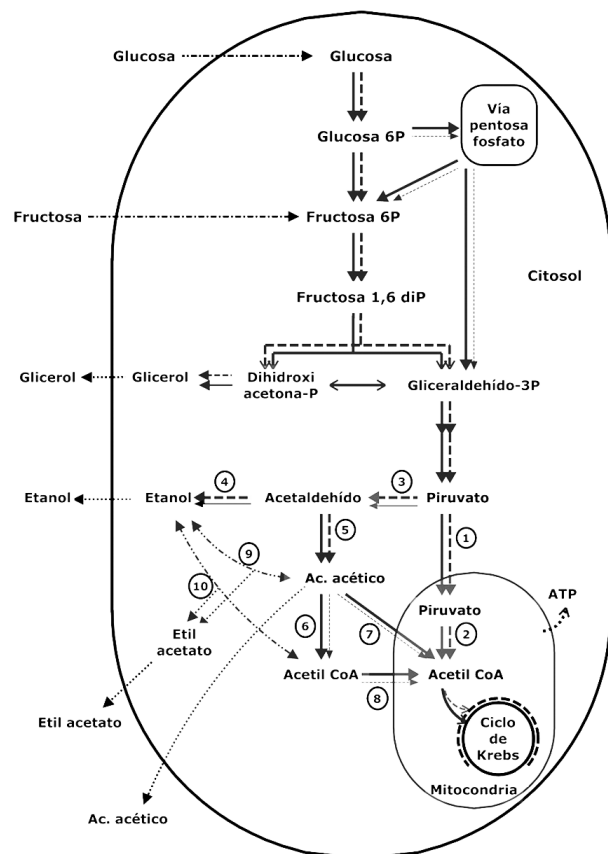 Glucosa
Glucosa
Glucosa 6P
Vía
pentosa
fosfato
Fructosa
Fructosa 6P
Citosol
Fructosa 1,6 diP
Glicerol
Glicerol
Dihidroxi
acetona-P
Gliceraldehído-3P
4
3
Etanol
Etanol
Acetaldehído
Piruvato
5
1
9
10
Ac. acético
ATP
Piruvato
6
7
2
Etil
acetato
Acetil CoA
8
Acetil CoA
Etil acetato
Ciclo
de
Krebs
Mitocondria
Ac. acético